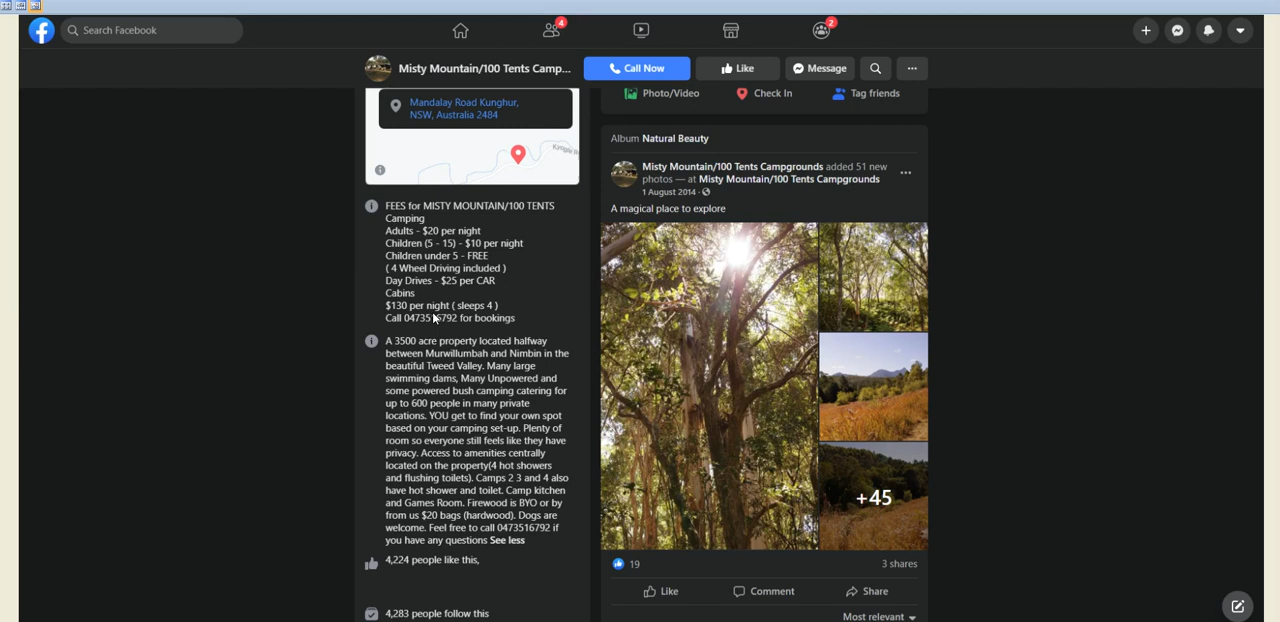 Search Facebook
4
2
Misty Mountain/100 Tents Camp...
Call Now
Like
Message
Mandalay Road Kunghur,
NSW, Australia 2484
FEES for MISTY MOUNTAIN/100 TENTS
Camping
Adults - $20 per night
Children (5 - 15) - $10 per night
Children under 5 - FREE
( 4 Wheel Driving included )
Day Drives - $25 per CAR
Cabins
$130 per night ( sleeps 4 )
Call for bookings
A 3500 acre property located halfway
between Murwillumbah and Nimbin in the
beautiful Tweed Valley. Many large
swimming dams, Many Unpowered and
some powered bush camping catering for
up to 600 people in many private
locations. YOU get to find your own spot
based on your camping set-up. Plenty of
room so everyone still feels like they have
privacy. Access to amenities centrally
located on the property(4 hot showers
and flushing toilets). Camps 2 3 and 4 also
have hot shower and toilet. Camp kitchen
and Games Room. Firewood is BYO or by
from us $20 bags (hardwood). Dogs are
welcome. Feel free to call 0473516792 if
you have any questions See less
4,224 people like this,
4,283 people follow this
Photo/Video
Check In
Tag friends
Album Natural Beauty
Misty Mountain/100 Tents Campgrounds added 51 new
photos — at Misty Mountain/100 Tents Campgrounds
1 August 2014 ·
A magical place to explore
+45
19
3 shares
Like
Comment
Share
Most relevant